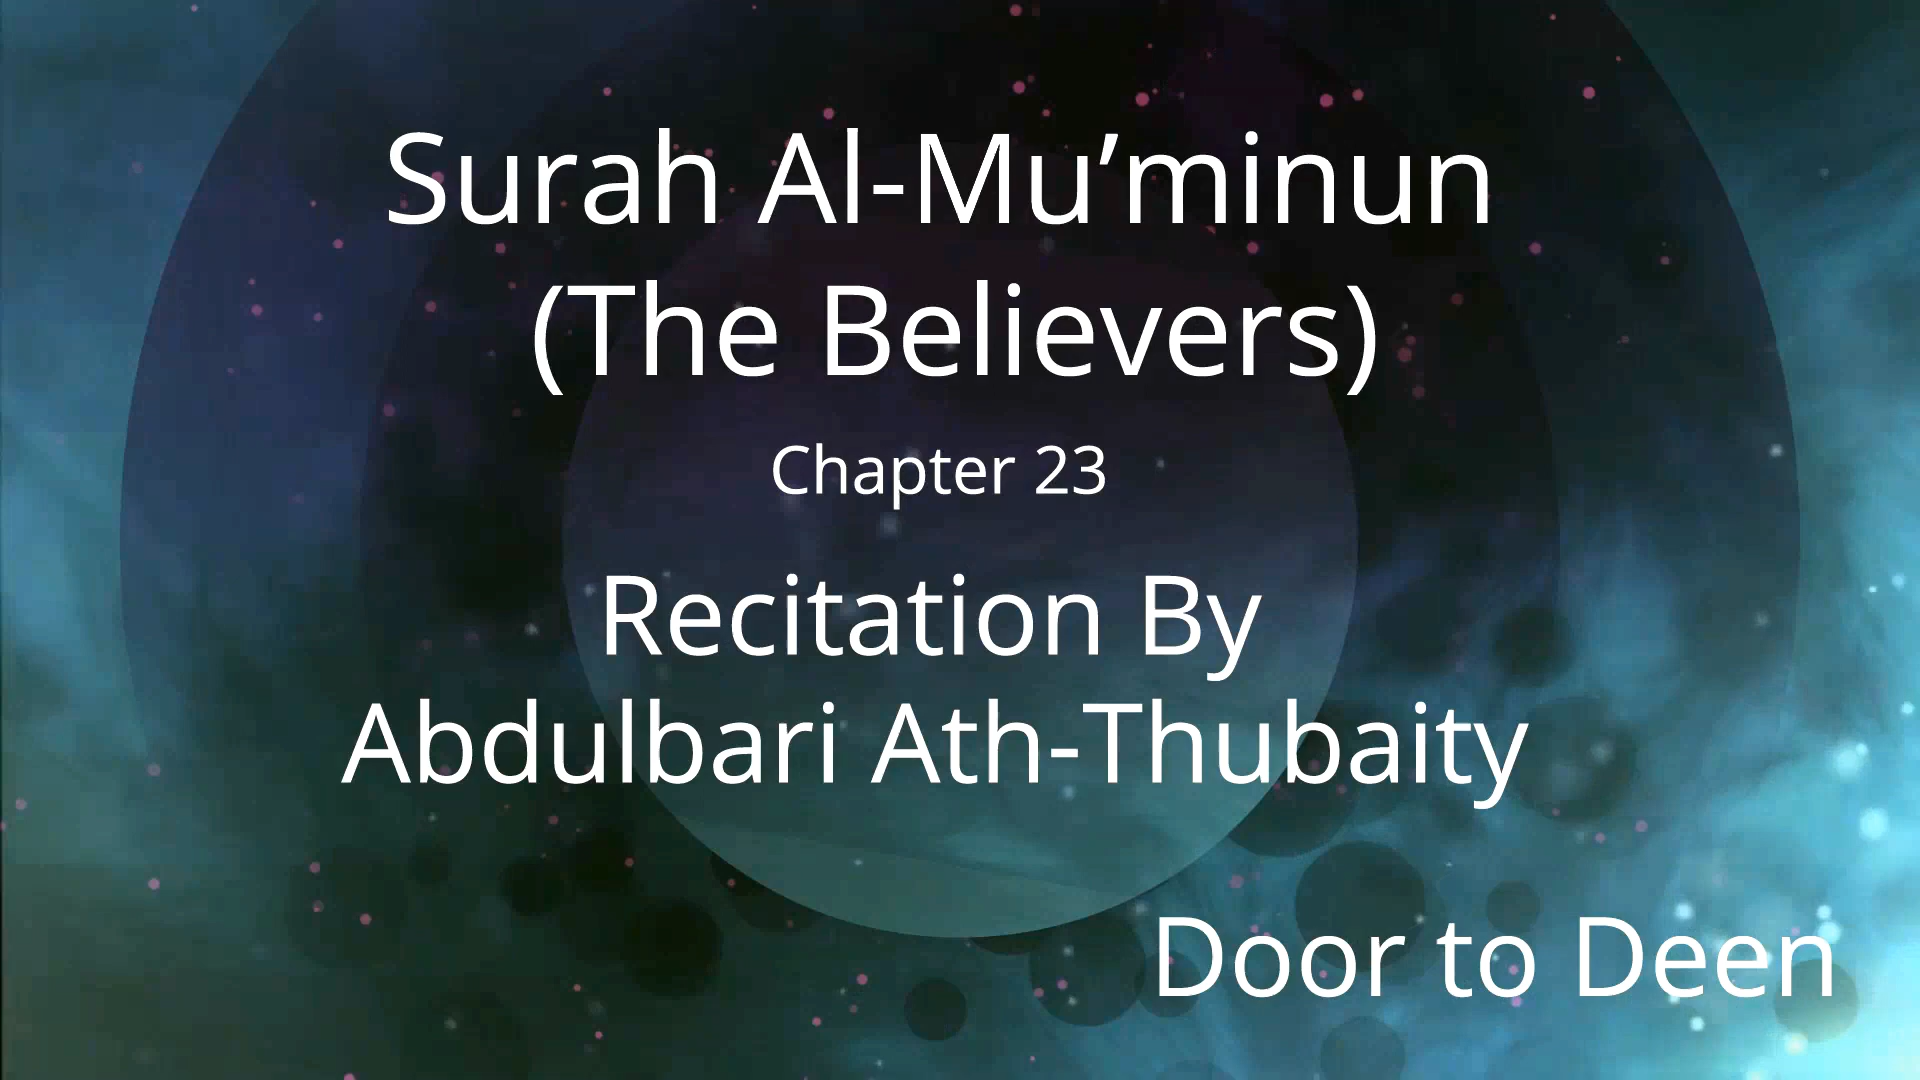 Surah Al-Mu’minun
(The Believers)
Chapter 23
Recitation By
Abdulbari Ath-Thubaity
Door to Deen